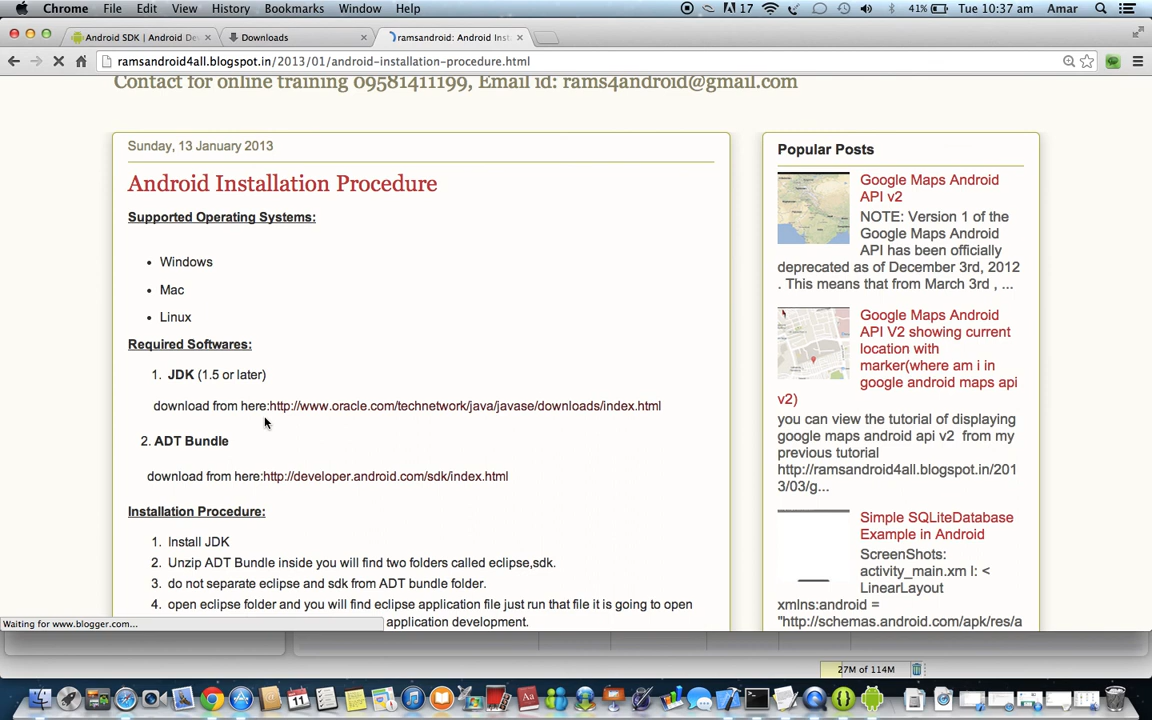 Chrome File Edit View History Bookmarks Window Help
17 41% Tue 10:37 am Amar
Android SDK | Android De
Downloads
ramsandroid: Android Inst
ramsandroid4all.blogspot.in/2013/01/android-installation-procedure.html
Contact for online training 09581411199, Email id: rams4android@gmail.com
Sunday, 13 January 2013
Android Installation Procedure
Supported Operating Systems:
• Windows
• Mac
• Linux
Required Softwares:
1. JDK (1.5 or later)
download from here:http://www.oracle.com/technetwork/java/javase/downloads/index.html
2. ADT Bundle
download from here:http://developer.android.com/sdk/index.html
Installation Procedure:
1. Install JDK
2. Unzip ADT Bundle inside you will find two folders called eclipse,sdk.
3. do not separate eclipse and sdk from ADT bundle folder.
4. open eclipse folder and you will find eclipse application file just run that file it is going to open
application development.
Popular Posts
Google Maps Android
API v2
NOTE: Version 1 of the
Google Maps Android
API has been officially
deprecated as of December 3rd, 2012
. This means that from March 3rd , ...
Google Maps Android
API V2 showing current
location with
marker(where am i in
google android maps api
v2)
you can view the tutorial of displaying
google maps android api v2 from my
previous tutorial
http://ramsandroid4all.blogspot.in/201
3/03/g...
Simple SQLiteDatabase
Example in Android
ScreenShots:
activity_main.xm l: <
LinearLayout
xmlns:android =
"http://schemas.android.com/apk/res/a
Waiting for www.blogger.com...
27M of 114M